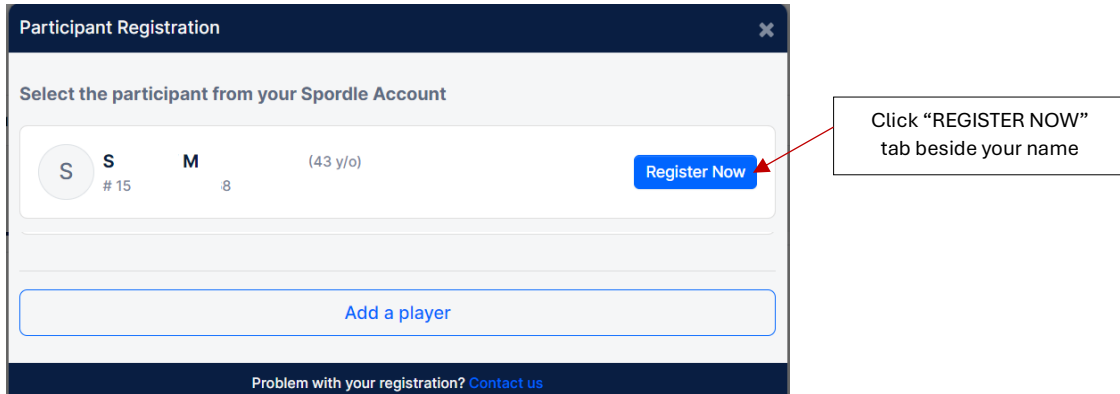 Participant Registration
Select the participant from your Spordle Account
S
S M (43 y/o)
# 15 8
Register Now
Click “REGISTER NOW”
tab beside your name
Add a player
Problem with your registration? Contact us